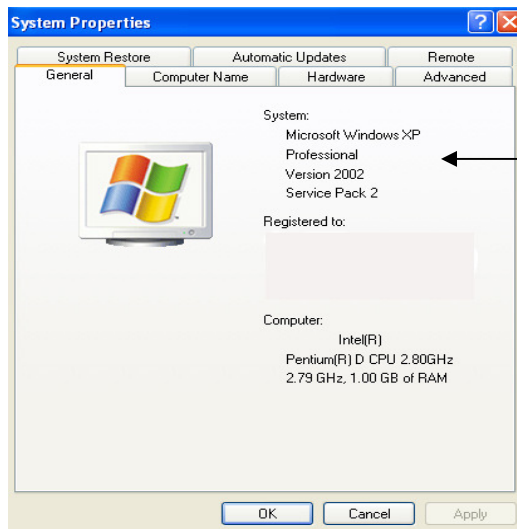 System Properties
System Restore Automatic Updates Remote
General Computer Name Hardware Advanced
System:
Microsoft Windows XP
Professional
Version 2002
Service Pack 2
Registered to:
Computer:
Intel(R)
Pentium(R) D CPU 2.80GHz
2.79 GHz, 1.00 GB of RAM
OK Cancel Apply